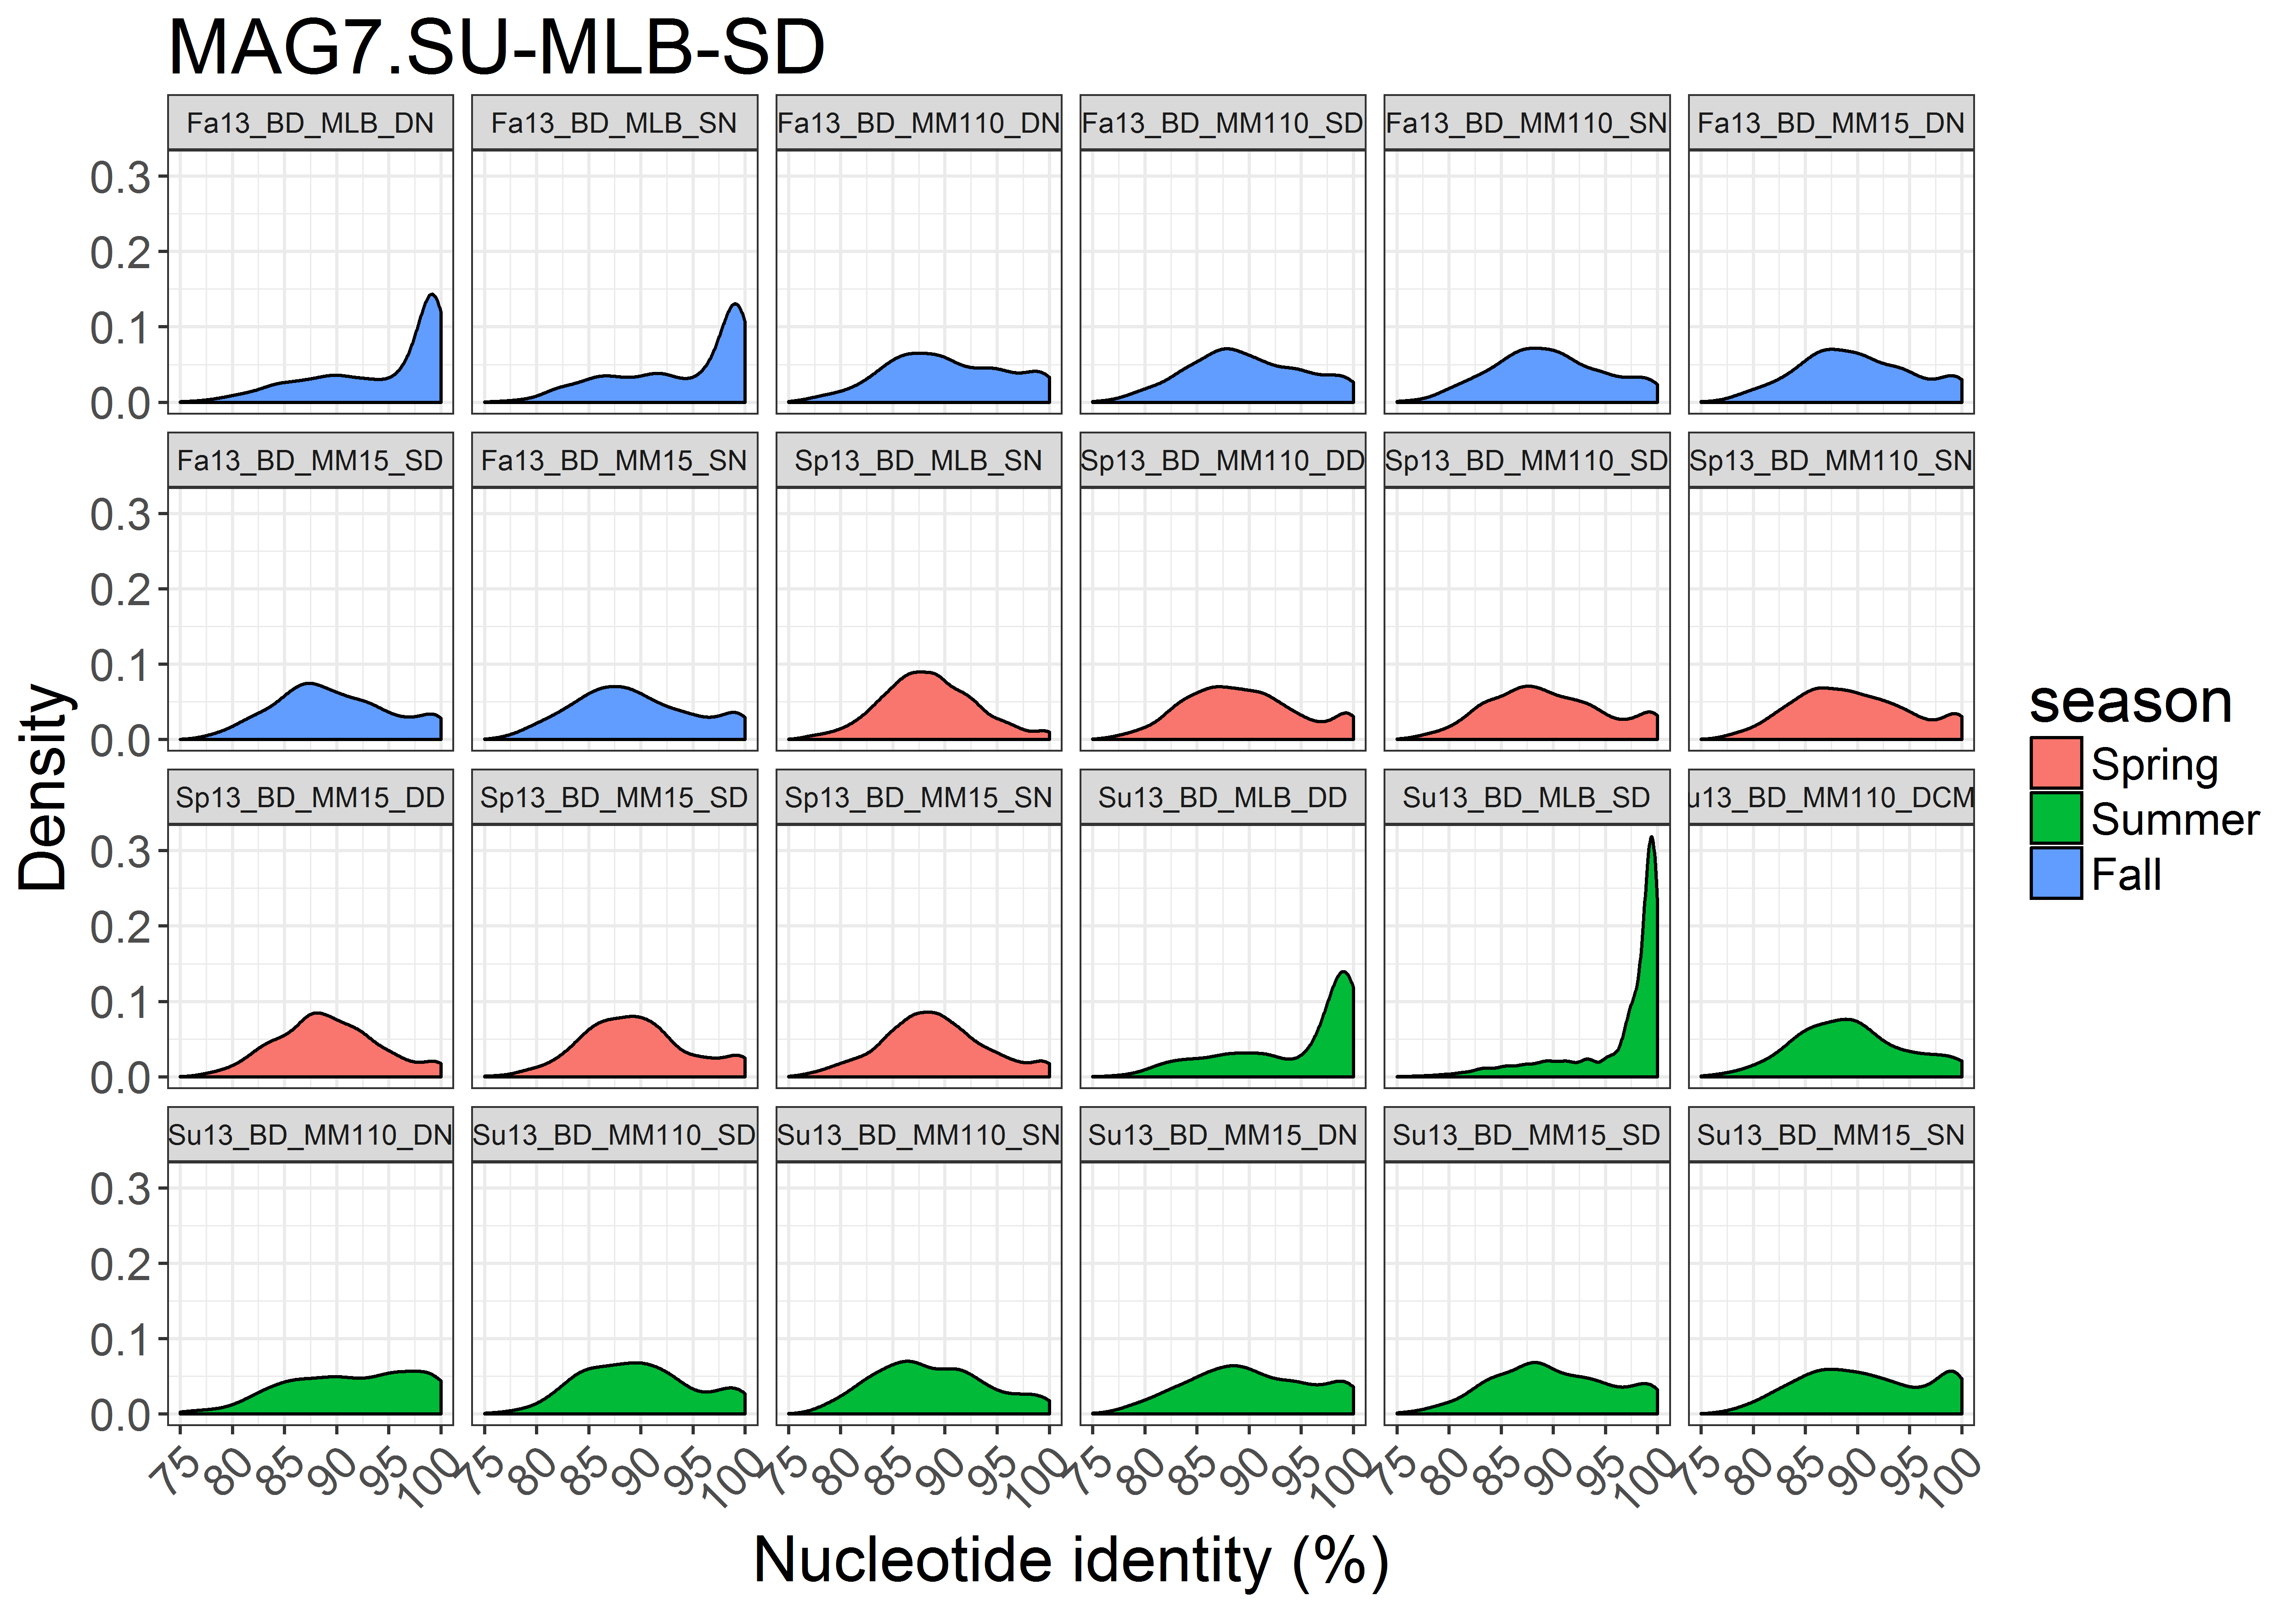 MAG7.SU-MLB-SD
Fa13_BD_MLB_DN Fa13_BD_MLB_SN Fa13_BD_MM110_DN Fa13_BD_MM110_SD Fa13_BD_MM110_SN Fa13_BD_MM15_DN
0.3
0.2
0.1
0.0
Fa13_BD_MM15_SD Fa13_BD_MM15_SN Sp13_BD_MLB_SN Sp13_BD_MM110_DD Sp13_BD_MM110_SD Sp13_BD_MM110_SN
0.3
0.2
0.1
0.0
Sp13_BD_MM15_DD Sp13_BD_MM15_SD Sp13_BD_MM15_SN Su13_BD_MLB_DD Su13_BD_MLB_SD u13_BD_MM110_DCM
0.3
0.2
0.1
0.0
Su13_BD_MM110_DN Su13_BD_MM110_SD Su13_BD_MM110_SN Su13_BD_MM15_DN Su13_BD_MM15_SD Su13_BD_MM15_SN
0.3
0.2
0.1
0.0
75 80 85 90 95 100 75 80 85 90 95 100 75 80 85 90 95 100 75 80 85 90 95 100 75 80 85 90 95 100 75 80 85 90 95 100
Nucleotide identity (%)
Density
season
Spring
Summer
Fall